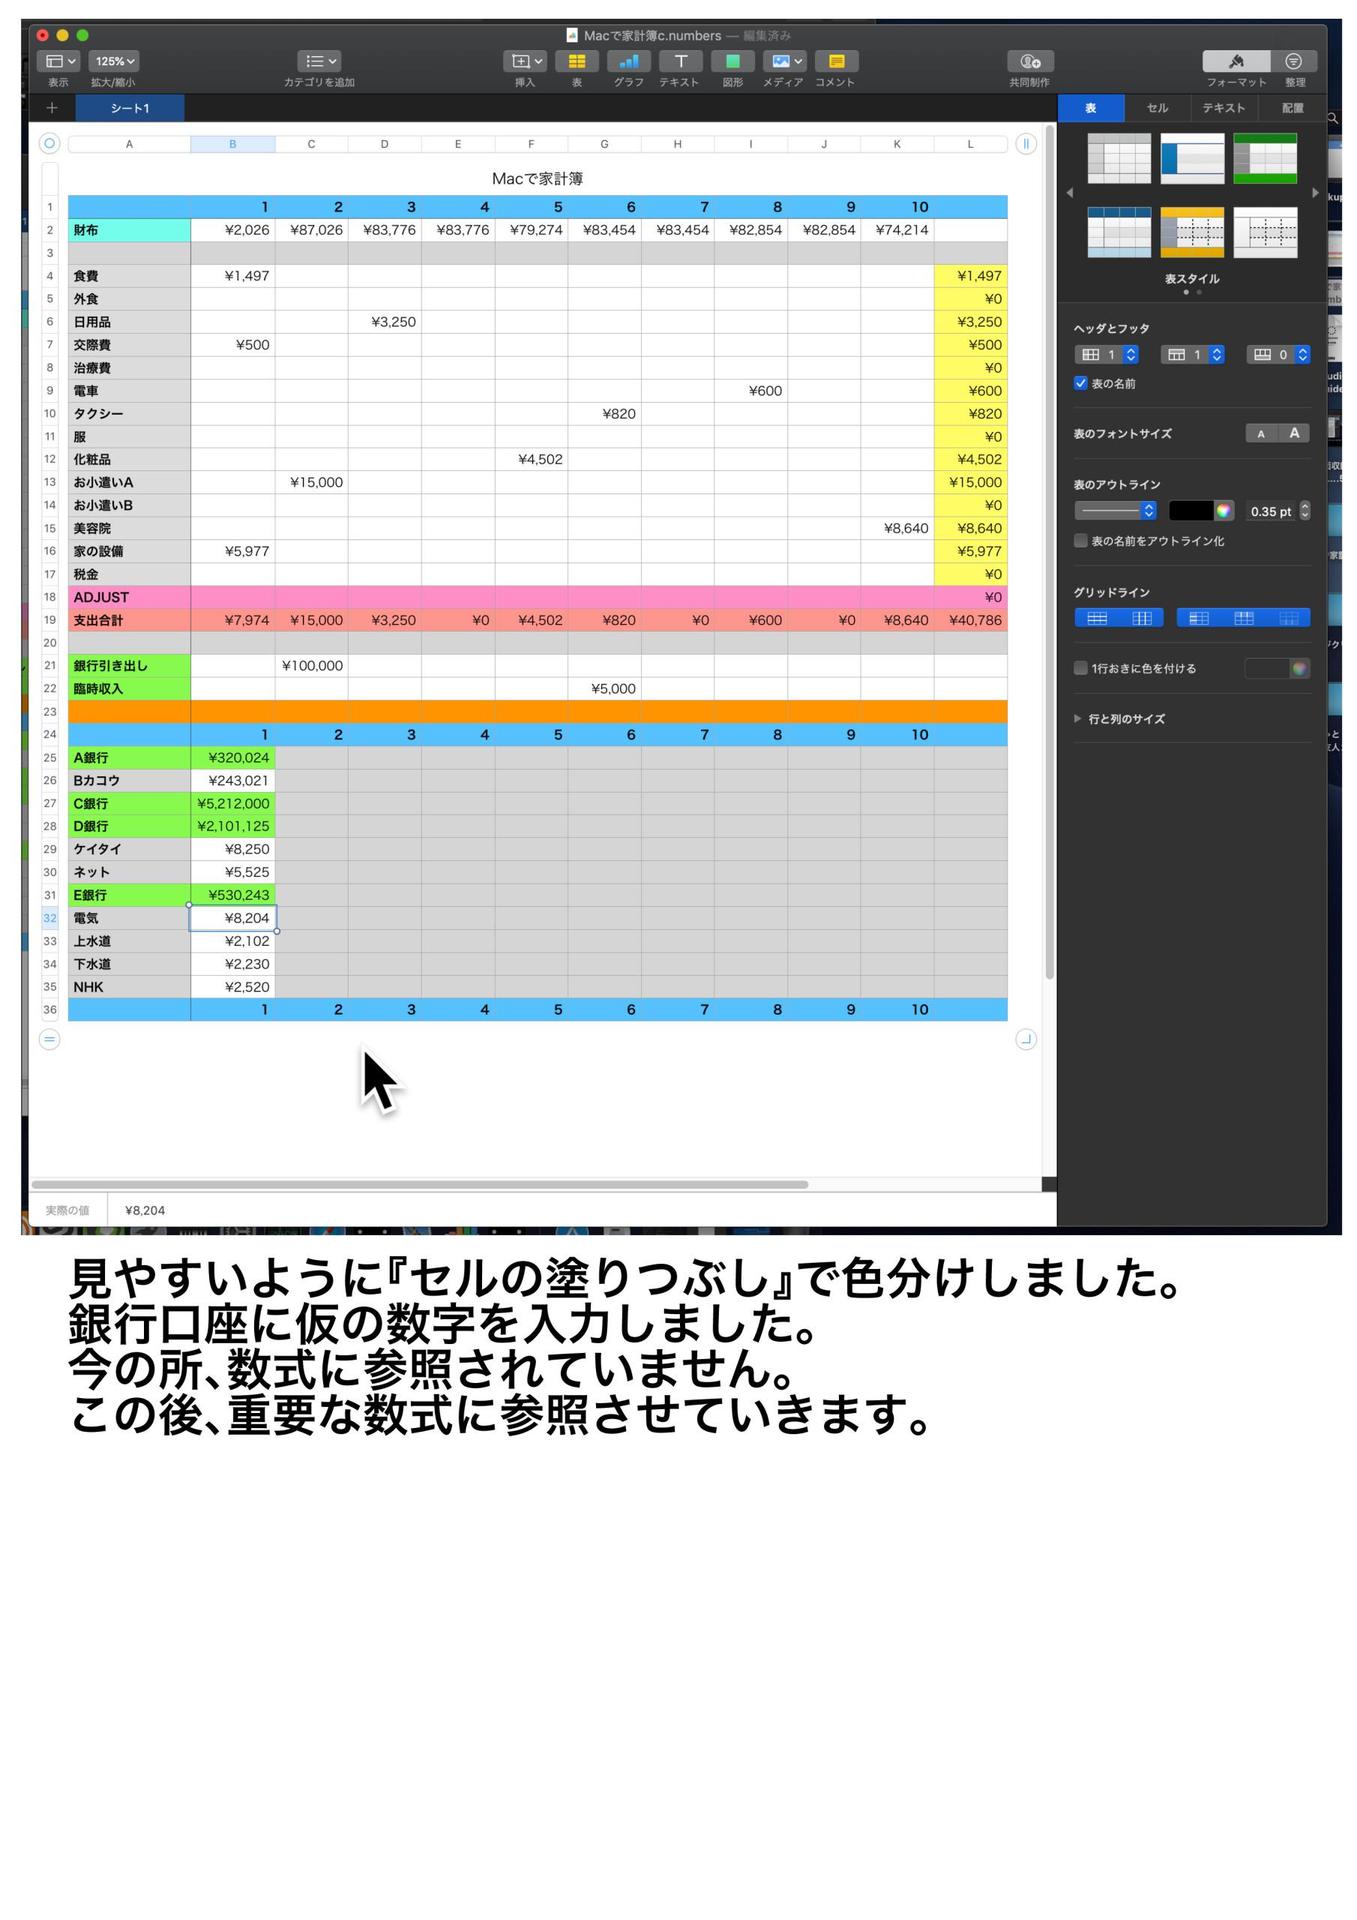 Macで家計簿c.numbers — 編集済み
125%
表示 拡大/縮小 カテゴリを追加 挿入 表 グラフ テキスト 図形 メディア コメント 共同制作 フォーマット 整理
シート1
表 セル テキスト 配置
A B C D E F G H I J K L
Macで家計簿
1 1 2 3 4 5 6 7 8 9 10
2 財布 ¥2,026 ¥87,026 ¥83,776 ¥83,776 ¥79,274 ¥83,454 ¥83,454 ¥82,854 ¥82,854 ¥74,214
3
4 食費 ¥1,497 ¥1,497
5 外食 ¥0
6 日用品 ¥3,250 ¥3,250
7 交際費 ¥500 ¥500
8 治療費 ¥0
9 電車 ¥600 ¥600
10 タクシー ¥820 ¥820
11 服 ¥0
12 化粧品 ¥4,502 ¥4,502
13 お小遣いA ¥15,000 ¥15,000
14 お小遣いB ¥0
15 美容院 ¥8,640 ¥8,640
16 家の設備 ¥5,977 ¥5,977
17 税金 ¥0
18 ADJUST ¥0
19 支出合計 ¥7,974 ¥15,000 ¥3,250 ¥0 ¥4,502 ¥820 ¥0 ¥600 ¥0 ¥8,640 ¥40,786
20
21 銀行引き出し ¥100,000
22 臨時収入 ¥5,000
23
24 1 2 3 4 5 6 7 8 9 10
25 A銀行 ¥320,024
26 Bカコウ ¥243,021
27 C銀行 ¥5,212,000
28 D銀行 ¥2,101,125
29 ケイタイ ¥8,250
30 ネット ¥5,525
31 E銀行 ¥530,243
32 電気 ¥8,204
33 上水道 ¥2,102
34 下水道 ¥2,230
35 NHK ¥2,520
36 1 2 3 4 5 6 7 8 9 10
実際の値 ¥8,204
表スタイル
ヘッダとフッタ
1 1 0
表の名前
表のフォントサイズ A A
表のアウトライン
0.35 pt
表の名前をアウトライン化
グリッドライン
1行おきに色を付ける
行と列のサイズ
見やすいように『セルの塗りつぶし』で色分けしました。
銀行口座に仮の数字を入力しました。
今の所、数式に参照されていません。
この後、重要な数式に参照させていきます。